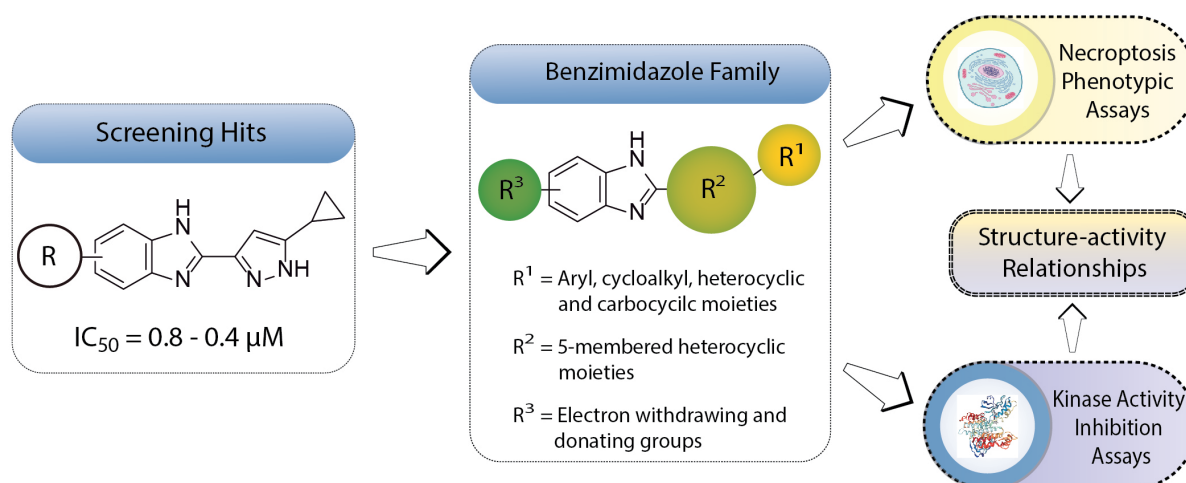 Screening Hits
R
H
N
N
N
NH
IC₅₀ = 0.8 - 0.4 µM
Benzimidazole Family
R³
H
N
N
R²
R¹
R¹ = Aryl, cycloalkyl, heterocyclic
and carbocycilc moieties
R² = 5-membered heterocyclic
moieties
R³ = Electron withdrawing and
donating groups
Necroptosis
Phenotypic
Assays
Structure-activity
Relationships
Kinase Activity
Inhibition
Assays